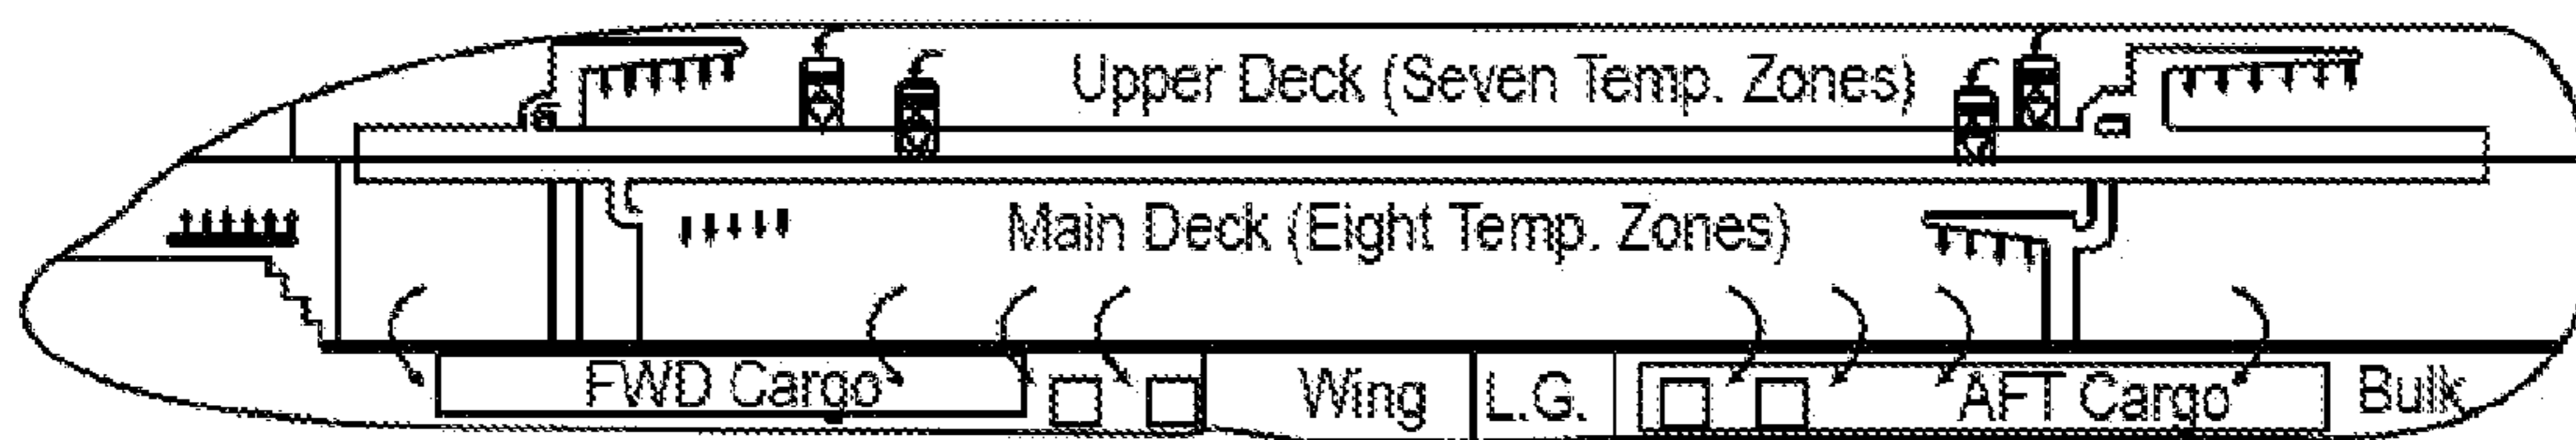 Upper Deck (Seven Temp. Zones)
Main Deck (Eight Temp. Zones)
FWD Cargo
Wing
L.G.
AFT Cargo
Bulk